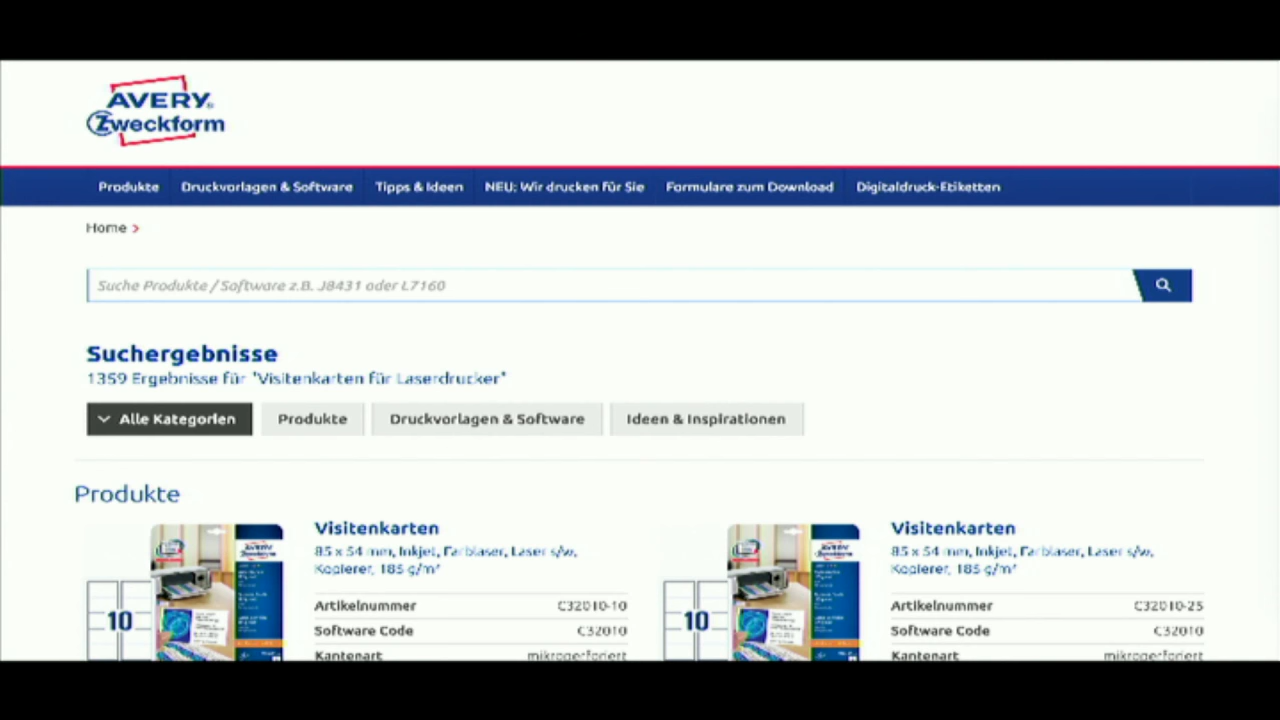 AVERY
Zweckform
Produkte Druckvorlagen & Software Tipps & Ideen NEU: Wir drucken für Sie Formulare zum Download Digitaldruck-Etiketten
Home >
Suche Produkte / Software z.B. J8431 oder L7160
Suchergebnisse
1359 Ergebnisse für "Visitenkarten für Laserdrucker"
Alle Kategorien Produkte Druckvorlagen & Software Ideen & Inspirationen
Produkte
10
AVERY
Zweckform
Visitenkarten
85 x 54 mm, Inkjet, Farblaser, Laser s/w,
Kopierer, 185 g/m²
Artikelnummer C32010-10
Software Code C32010
Kantenart mikroperforiert
10
AVERY
Zweckform
Visitenkarten
85 x 54 mm, Inkjet, Farblaser, Laser s/w,
Kopierer, 185 g/m²
Artikelnummer C32010-25
Software Code C32010
Kantenart mikroperforiert